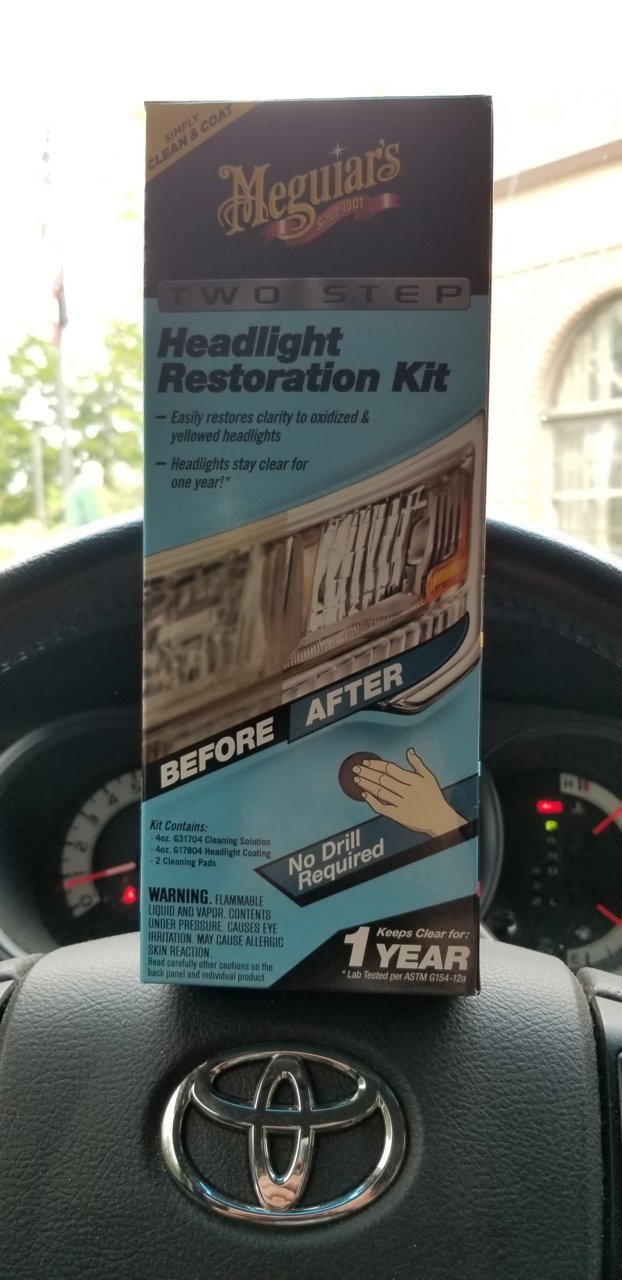 SIMPLY
CLEAN & COAT
Meguiar's
Since 1901
TWO STEP
Headlight
Restoration Kit
– Easily restores clarity to oxidized &
yellowed headlights
– Headlights stay clear for
one year!*
BEFORE AFTER
Kit Contains:
· 4oz. G31704 Cleaning Solution
· 4oz. G17804 Headlight Coating
· 2 Cleaning Pads
No Drill
Required
WARNING. FLAMMABLE
LIQUID AND VAPOR. CONTENTS
UNDER PRESSURE. CAUSES EYE
IRRITATION. MAY CAUSE ALLERGIC
SKIN REACTION.
Read carefully other cautions on the
back panel and individual product.
Keeps Clear for:
1 YEAR
* Lab Tested per ASTM G154-12a
0
3
4
5
H
E